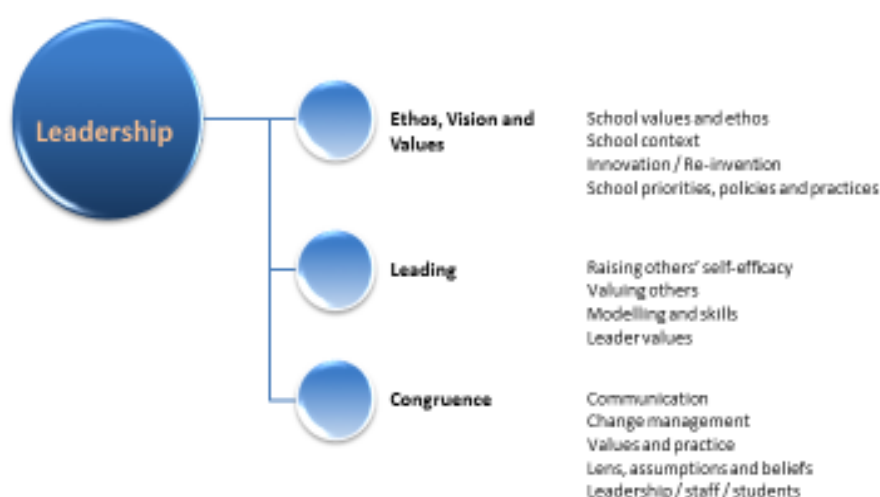 Leadership
Ethos, Vision and
Values
School values and ethos
School context
Innovation / Re-invention
School priorities, policies and practices
Leading
Raising others' self-efficacy
Valuing others
Modelling and skills
Leader values
Congruence
Communication
Change management
Values and practice
Lens, assumptions and beliefs
Leadership / staff / students